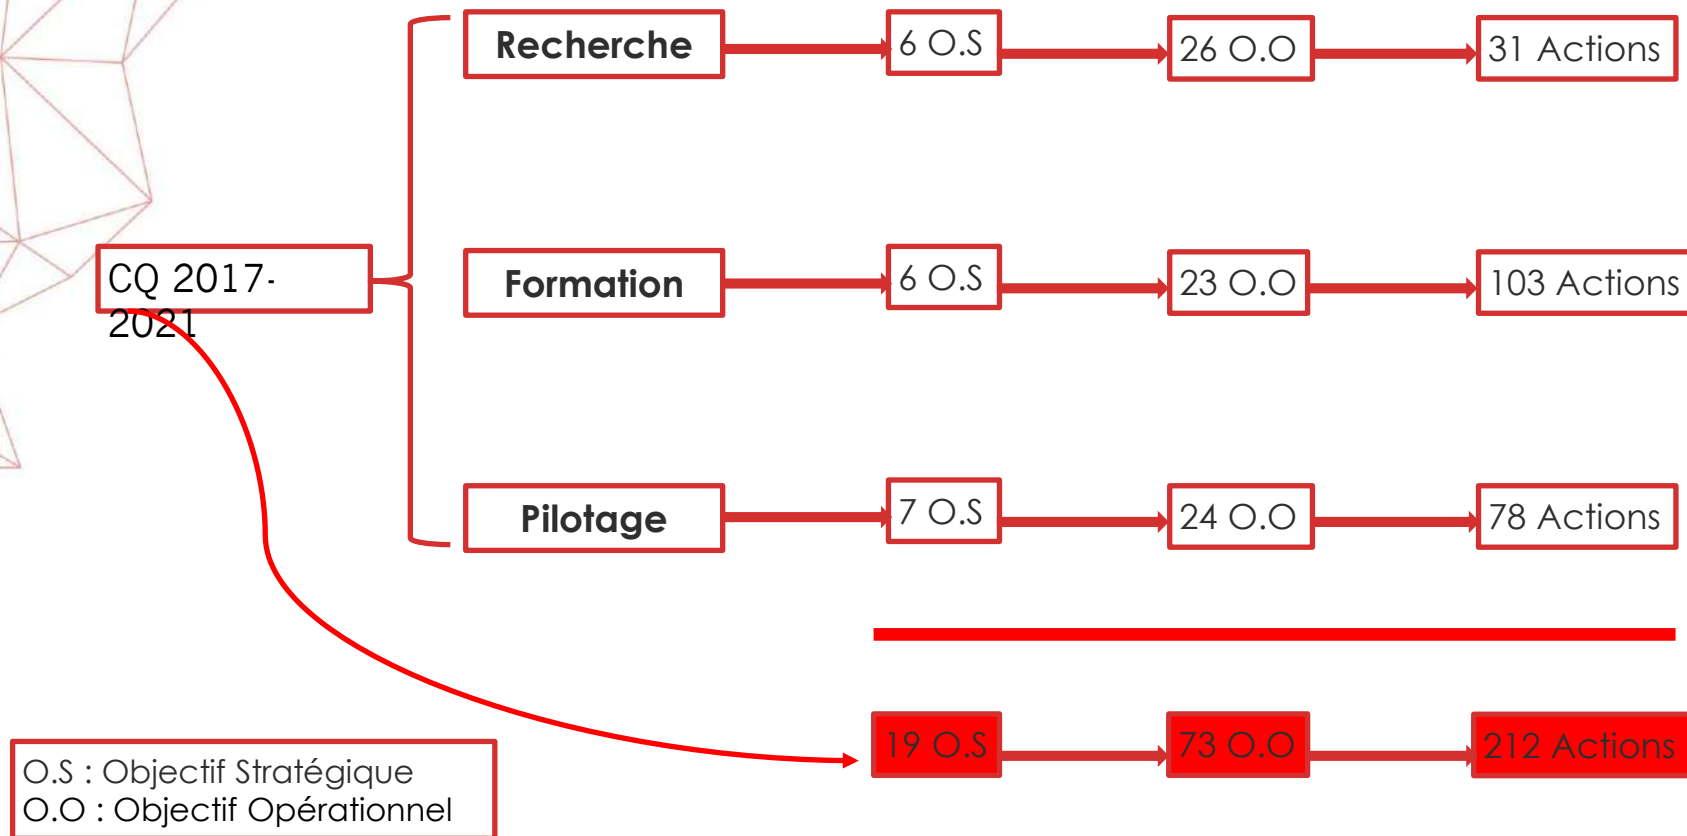 Recherche
6 O.S
26 O.O
31 Actions
CQ 2017-
2021
Formation
6 O.S
23 O.O
103 Actions
Pilotage
7 O.S
24 O.O
78 Actions
19 O.S
73 O.O
212 Actions
O.S : Objectif Stratégique
O.O : Objectif Opérationnel